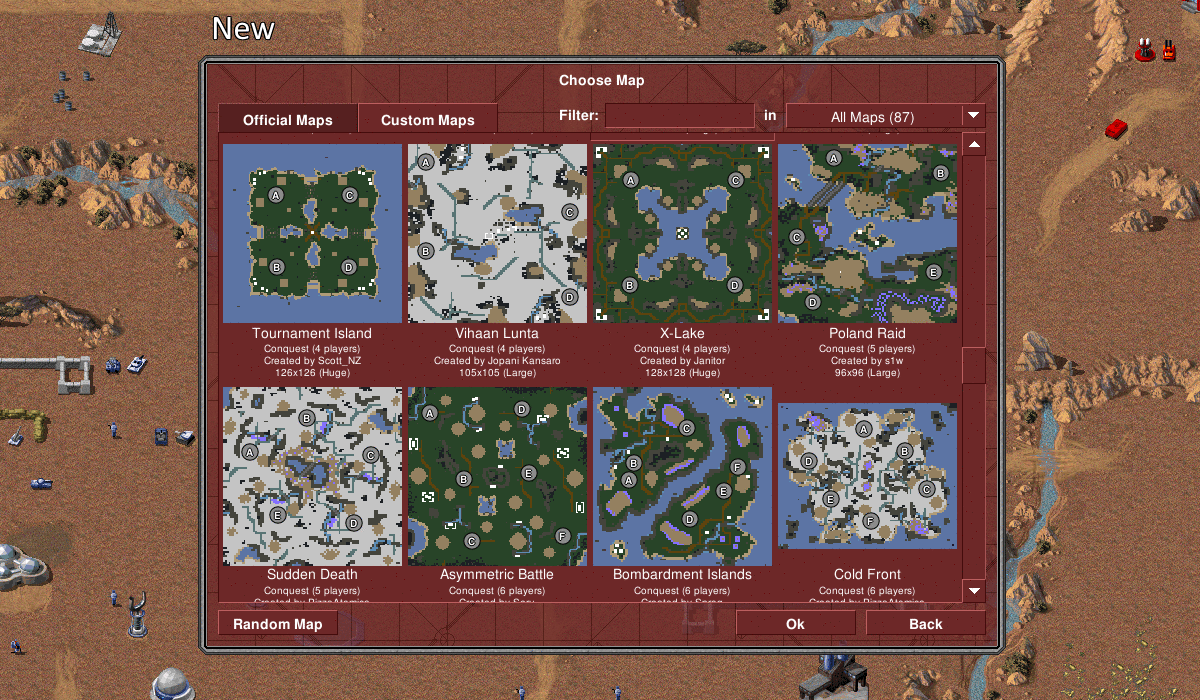 New
Choose Map
Official Maps
Custom Maps
Filter:
in
All Maps (87)
A C B D
A C B D
A C B D
A B C E D
Tournament Island
Conquest (4 players)
Created by Scott_NZ
126x126 (Huge)
Vihaan Lunta
Conquest (4 players)
Created by Jopani Kansaro
105x105 (Large)
X-Lake
Conquest (4 players)
Created by Janitor
128x128 (Huge)
Poland Raid
Conquest (5 players)
Created by s1w
96x96 (Large)
B A C E D
A D B E C F
C B A F E D
A B D C E F
Sudden Death
Conquest (5 players)
Asymmetric Battle
Conquest (6 players)
Bombardment Islands
Conquest (6 players)
Cold Front
Conquest (6 players)
Random Map
Ok
Back